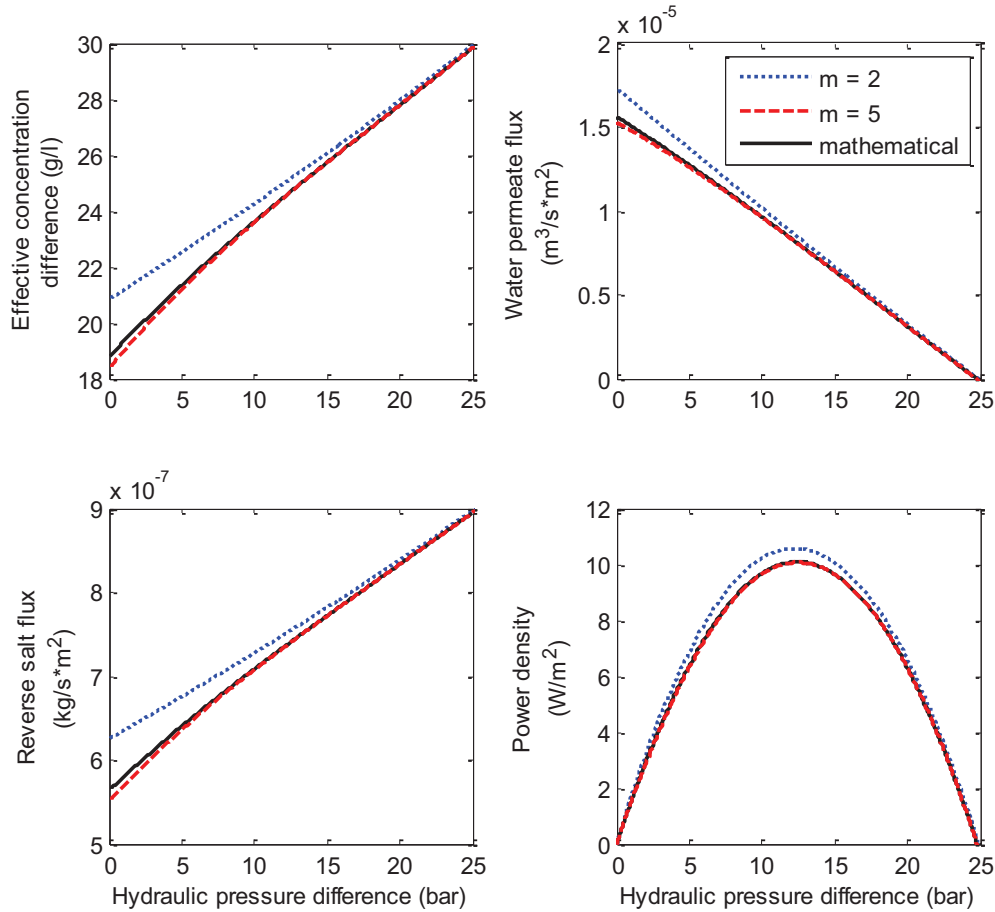 30
28
26
24
22
20
18
0 5 10 15 20 25
Effective concentration
difference (g/l)
x 10-5
2
1.5
1
0.5
0
0 5 10 15 20 25
Water permeate flux
(m3/s*m2)
m = 2
m = 5
mathematical
x 10-7
9
8
7
6
5
0 5 10 15 20 25
Reverse salt flux
(kg/s*m2)
Hydraulic pressure difference (bar)
12
10
8
6
4
2
0
0 5 10 15 20 25
Power density
(W/m2)
Hydraulic pressure difference (bar)